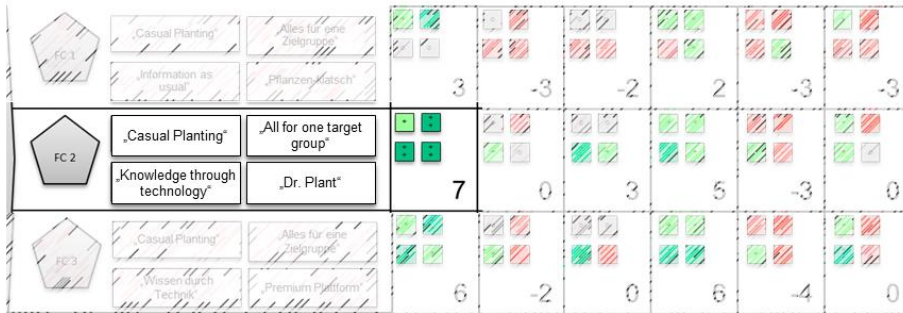 FC 1
„Casual Planting“
„Alles für eine
Zielgruppe“
„Information as
usual“
„Pflanzen-Klatsch“
3 -3 -2 2 -3 -3
FC 2
„Casual Planting“
„All for one target
group“
„Knowledge through
technology“
„Dr. Plant“
7 0 3 5 -3 0
FC 3
„Casual Planting“
„Alles für eine
Zielgruppe“
„Wissen durch
Technik“
„Premium Plattform“
6 -2 0 6 -4 0